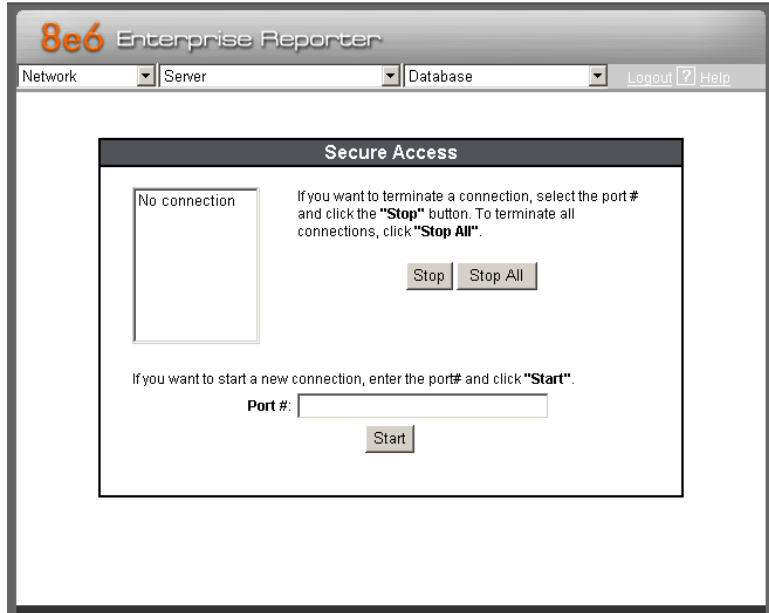 8e6 Enterprise Reporter
Network Server Database Logout ? Help
Secure Access
No connection
If you want to terminate a connection, select the port #
and click the "Stop" button. To terminate all
connections, click "Stop All".
Stop Stop All
If you want to start a new connection, enter the port# and click "Start".
Port #:
Start